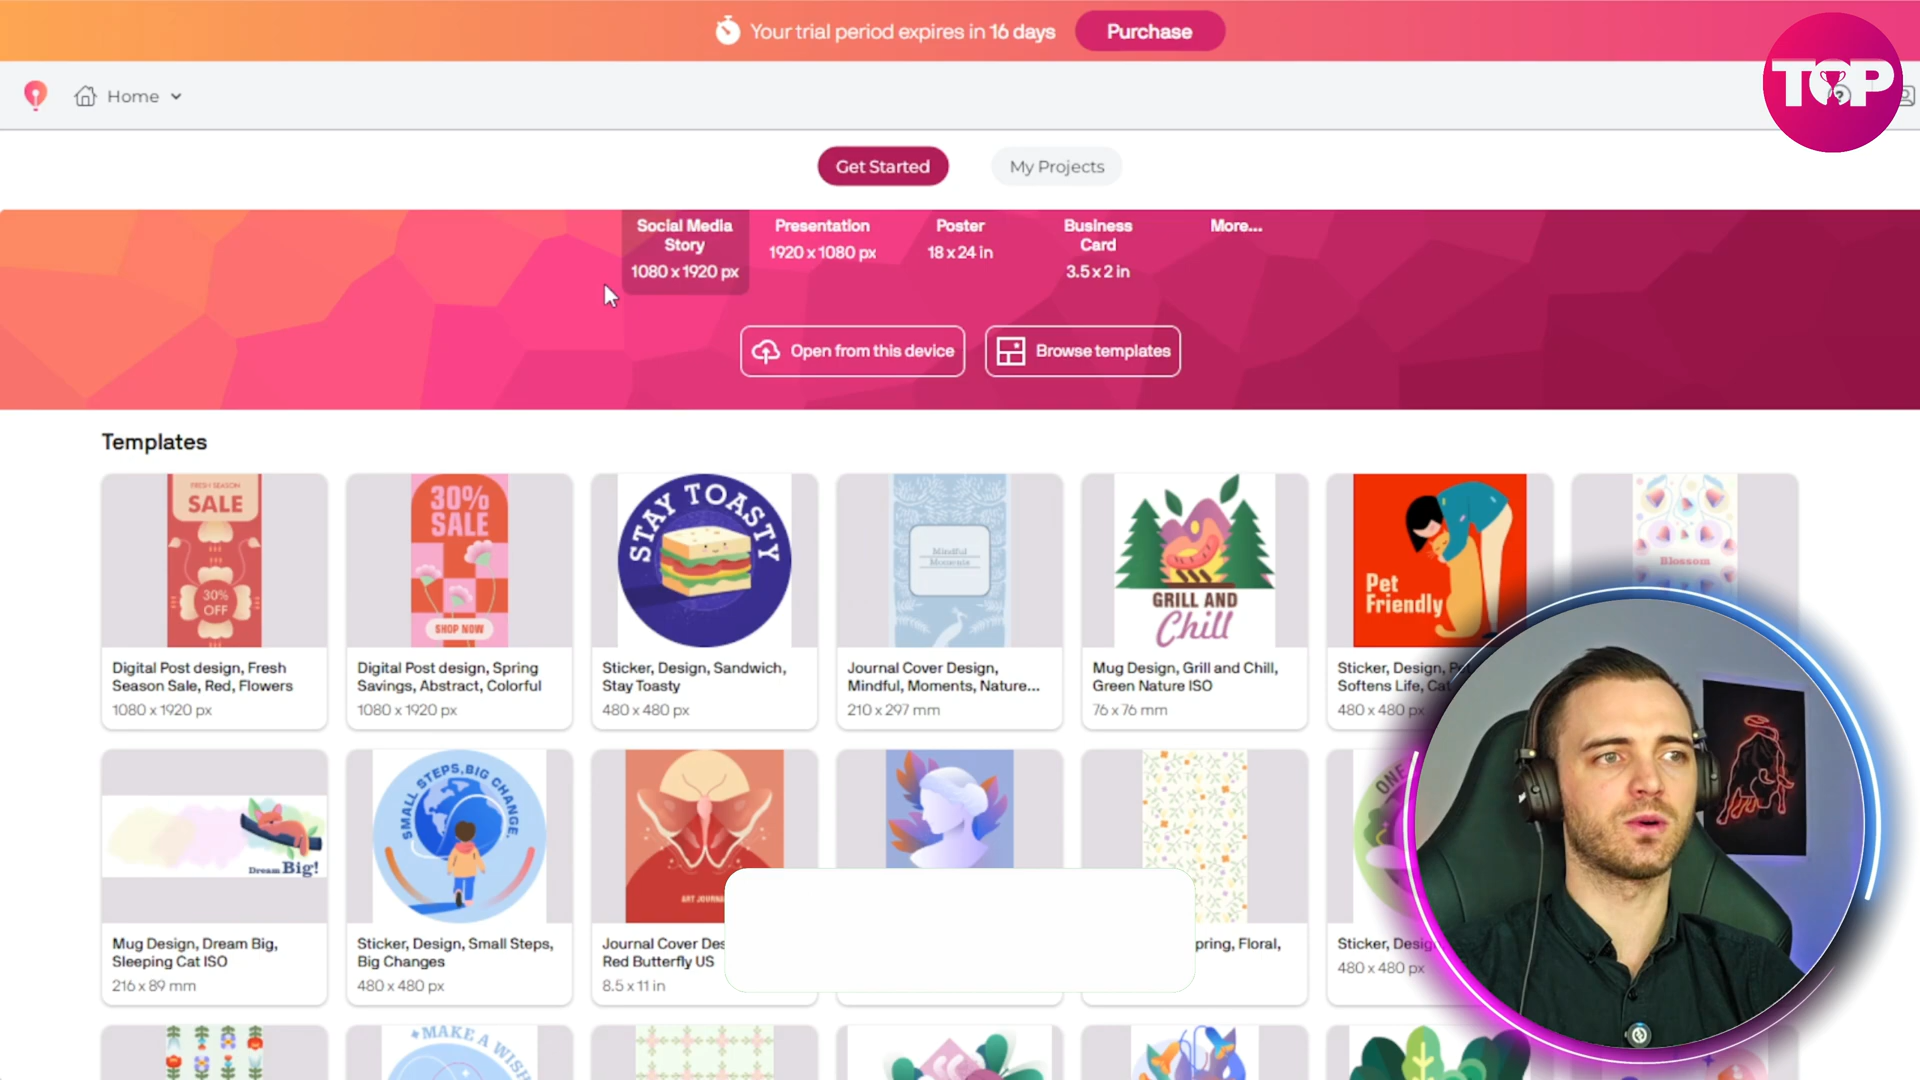 Your trial period expires in 16 days
Purchase
TOP
Home
Get Started
My Projects
Social Media
Story
1080 x 1920 px
Presentation
1920 x 1080 px
Poster
18 x 24 in
Business
Card
3.5 x 2 in
More...
Open from this device
Browse templates
Templates
FRESH SEASON
SALE
30%
OFF
30%
SALE
SHOP NOW
STAY TOASTY
Mindful
Moments
GRILL AND
Chill
Pet
Friendly
Blossom
Digital Post design, Fresh
Season Sale, Red, Flowers
1080 x 1920 px
Digital Post design, Spring
Savings, Abstract, Colorful
1080 x 1920 px
Sticker, Design, Sandwich,
Stay Toasty
480 x 480 px
Journal Cover Design,
Mindful, Moments, Nature...
210 x 297 mm
Mug Design, Grill and Chill,
Green Nature ISO
76 x 76 mm
Sticker, Design,
Softens Life, Cat
480 x 480 px
Dream Big!
SMALL STEPS, BIG CHANGE.
ART JOURNA
ONE
Mug Design, Dream Big,
Sleeping Cat ISO
216 x 89 mm
Sticker, Design, Small Steps,
Big Changes
480 x 480 px
Journal Cover Des
Red Butterfly US
8.5 x 11 in
pring, Floral,
Sticker, Desig
480 x 480 px
MAKE A WISH